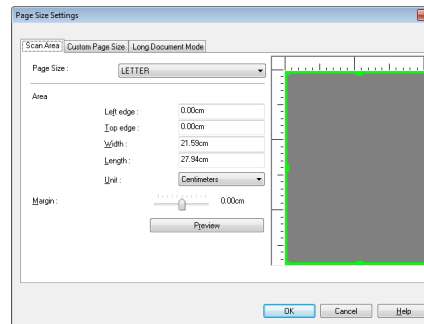 Page Size Settings
Scan Area Custom Page Size Long Document Mode
Page Size : LETTER
Area
Left edge : 0.00cm
Top edge : 0.00cm
Width : 21.59cm
Length : 27.94cm
Unit : Centimeters
Margin : 0.00cm
Preview
OK Cancel Help